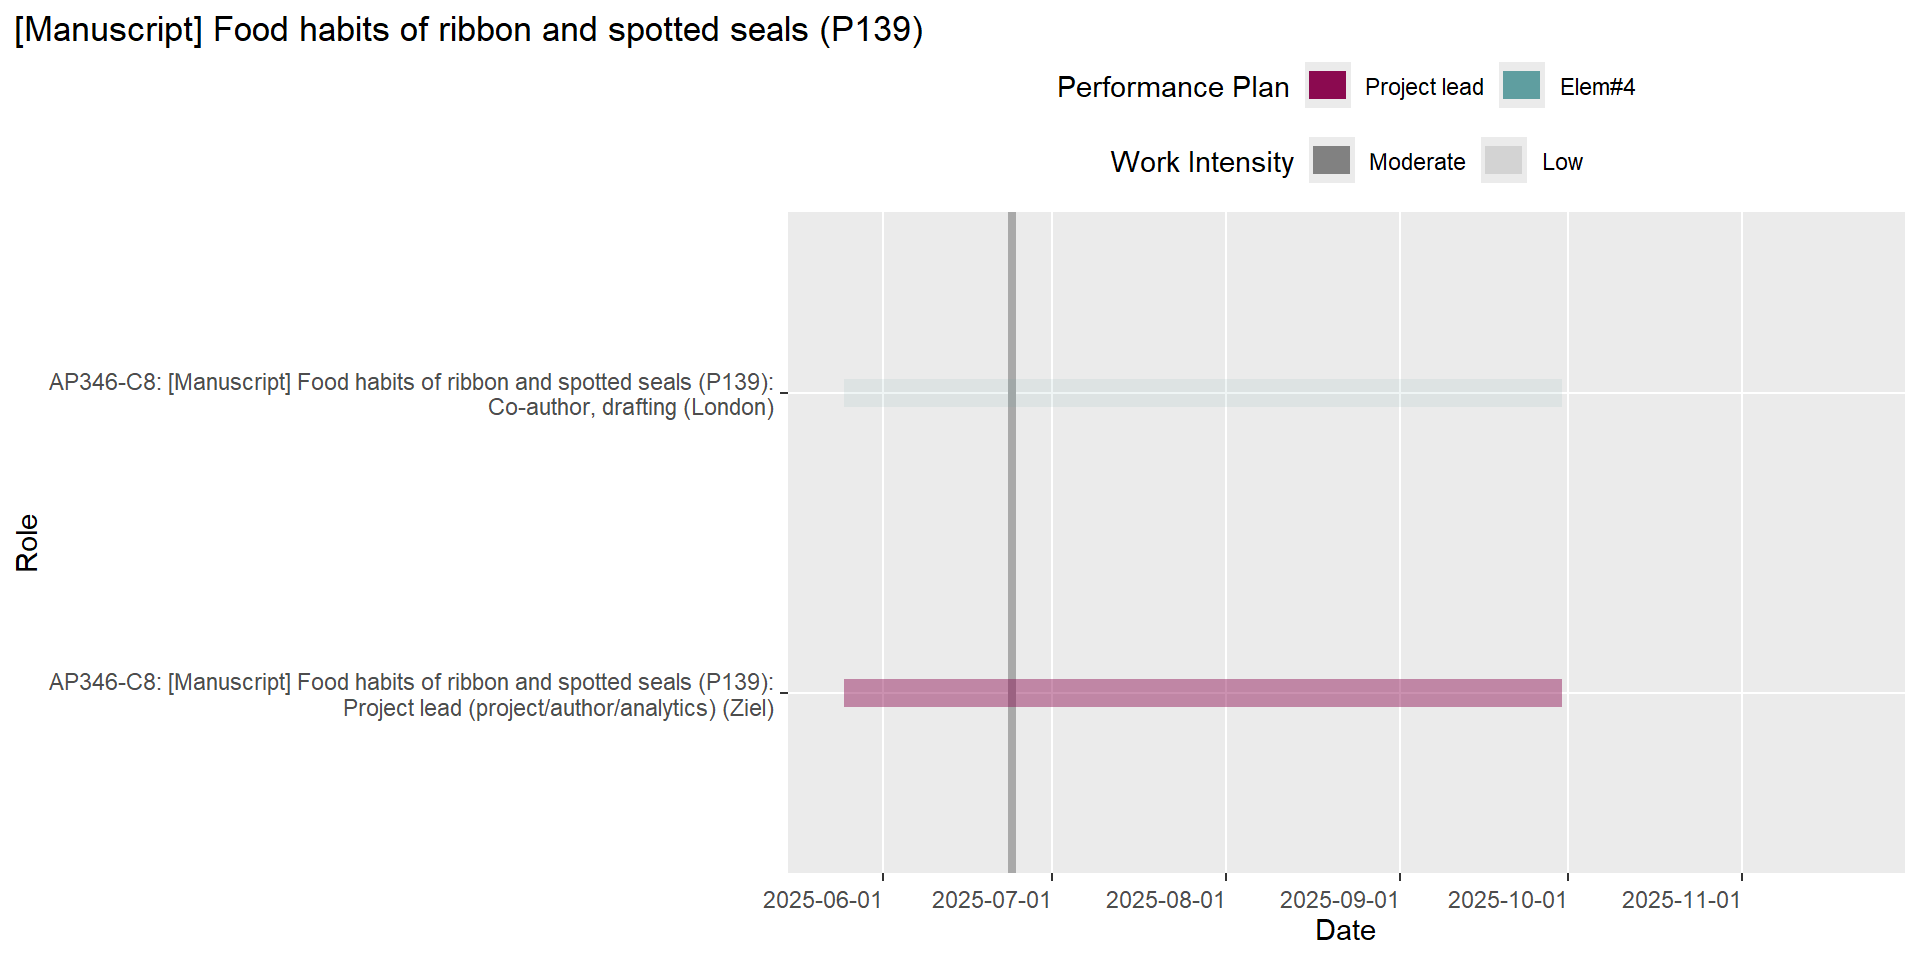 [Manuscript] Food habits of ribbon and spotted seals (P139)
Performance Plan Project lead Elem#4
Work Intensity Moderate Low
AP346-C8: [Manuscript] Food habits of ribbon and spotted seals (P139):
Co-author, drafting (London)
Role
AP346-C8: [Manuscript] Food habits of ribbon and spotted seals (P139):
Project lead (project/author/analytics) (Ziel)
2025-06-01 2025-07-01 2025-08-01 2025-09-01 2025-10-01 2025-11-01
Date